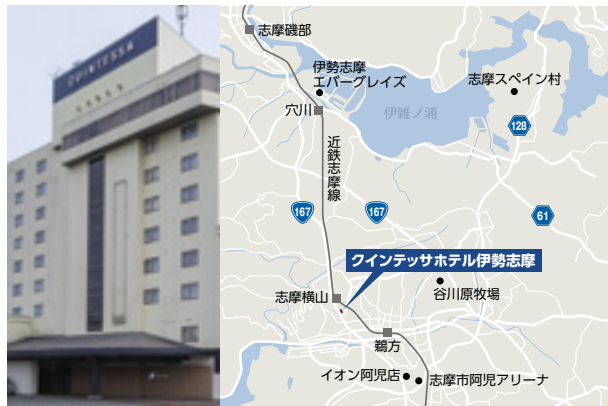 QUINTESSA
志摩磯部
伊勢志摩
エバーグレイズ
志摩スペイン村
穴川
伊雑ノ浦
128
近鉄志摩線
167
167
61
クインテッサホテル伊勢志摩
志摩横山
谷川原牧場
鵜方
イオン阿児店
志摩市阿児アリーナ